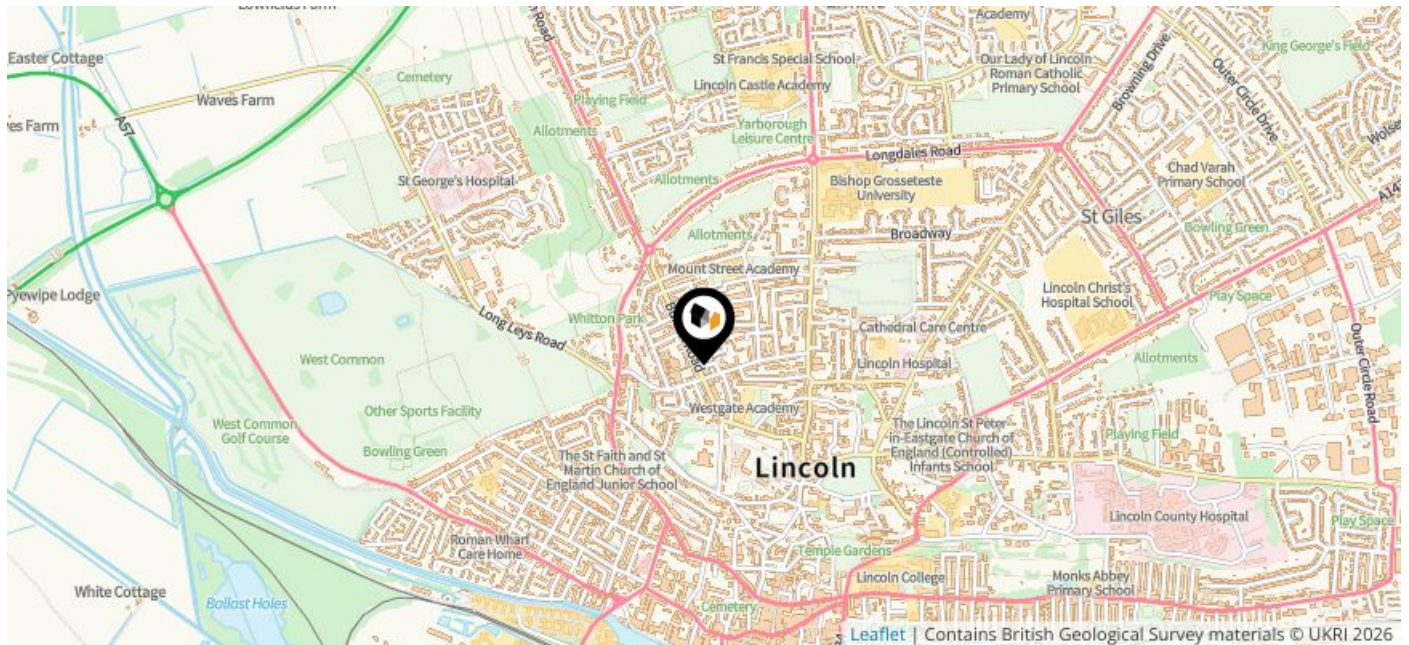 Easter Cottage
Waves Farm
A57
Cemetery
Road
St Francis Special School
Lincoln Castle Academy
Academy
Our Lady of Lincoln
Roman Catholic
Primary School
King George's Field
Playing Field
Allotments
Yarborough
Leisure Centre
Browning Drive
Outer Circle Drive
St George's Hospital
Allotments
Longdales Road
Bishop Grosseteste
University
Chad Varah
Primary School
St Giles
Bowling Green
Allotments
Broadway
Mount Street Academy
Pyewipe Lodge
Long Leys Road
Whitton Park
Lincoln Christ's
Hospital School
Play Space
Cathedral Care Centre
Lincoln Hospital
Allotments
Outer Circle Road
West Common
Other Sports Facility
West Common
Golf Course
Bowling Green
Westgate Academy
The Lincoln St Peter
in-Eastgate Church of
England (Controlled)
Infants School
Playing Field
The St Faith and St
Martin Church of
England Junior School
Lincoln
Lincoln County Hospital
Play Space
Roman Wharf
Care Home
Temple Gardens
White Cottage
Ballast Holes
Cemetery
Lincoln College
Monks Abbey
Primary School
Leaflet | Contains British Geological Survey materials © UKRI 2026